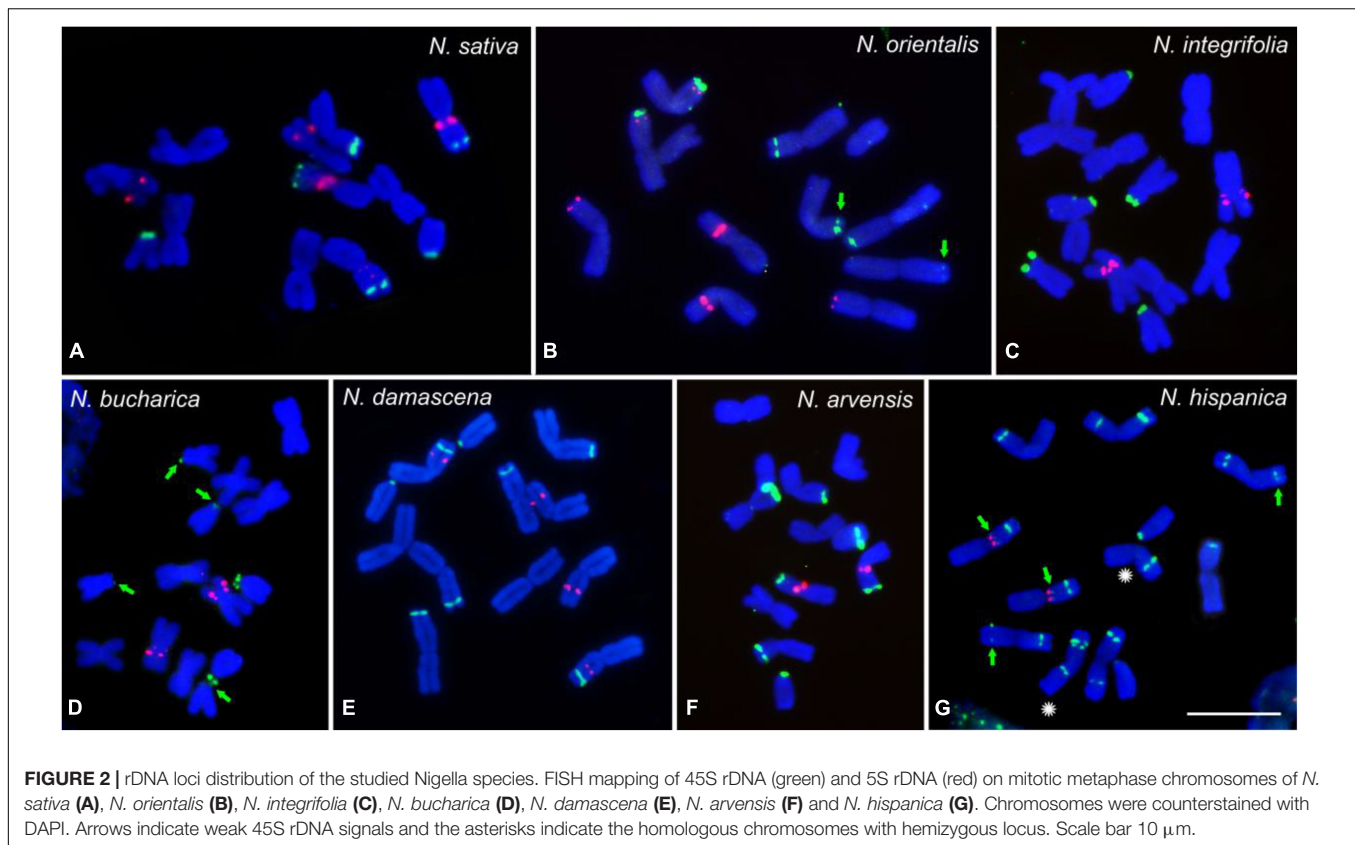 N. sativa
A
N. orientalis
B
N. integrifolia
C
N. bucharica
D
N. damascena
E
N. arvensis
F
N. hispanica
G
FIGURE 2 | rDNA loci distribution of the studied Nigella species. FISH mapping of 45S rDNA (green) and 5S rDNA (red) on mitotic metaphase chromosomes of N.
sativa (A), N. orientalis (B), N. integrifolia (C), N. bucharica (D), N. damascena (E), N. arvensis (F) and N. hispanica (G). Chromosomes were counterstained with
DAPI. Arrows indicate weak 45S rDNA signals and the asterisks indicate the homologous chromosomes with hemizygous locus. Scale bar 10 μm.